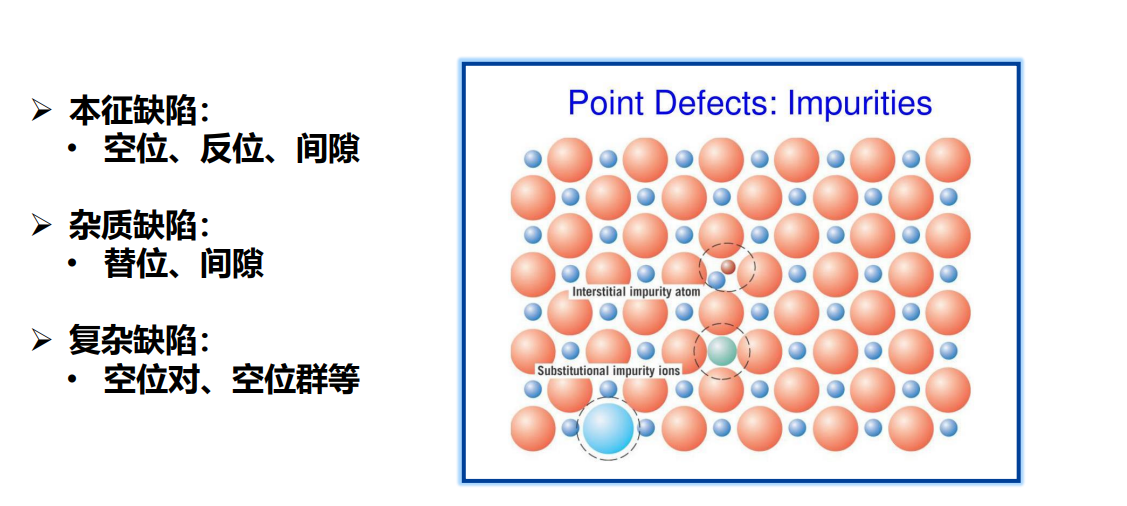 ➢ 本征缺陷：
• 空位、反位、间隙
➢ 杂质缺陷：
• 替位、间隙
➢ 复杂缺陷：
• 空位对、空位群等
Point Defects: Impurities
Interstitial impurity atom
Substitutional impurity ions